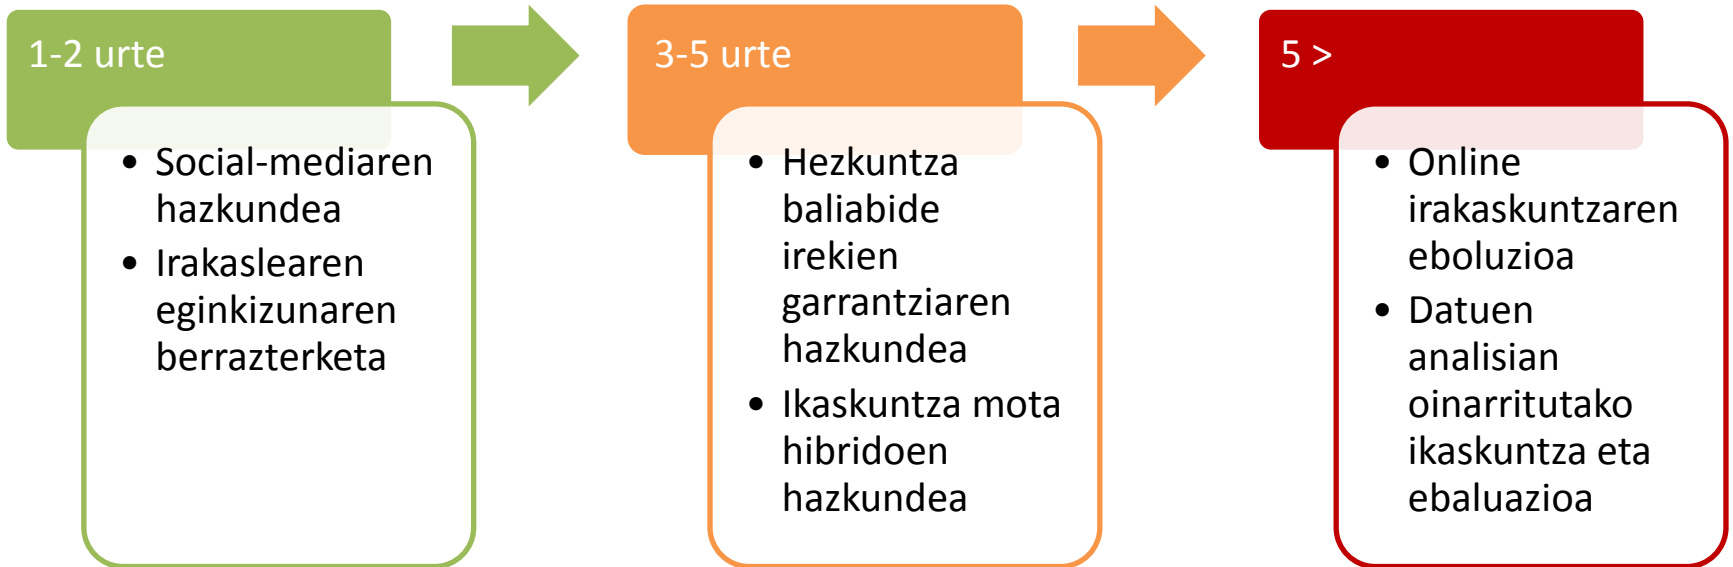 1-2 urte
• Social-mediaren
hazkundea
• Irakaslearen
eginkizunaren
berrazterketa
3-5 urte
• Hezkuntza
baliabide
irekien
garrantziaren
hazkundea
• Ikaskuntza mota
hibridoen
hazkundea
5 >
• Online
irakaskuntzaren
eboluzioa
• Datuen
analisian
oinarritutako
ikaskuntza eta
ebaluazioa